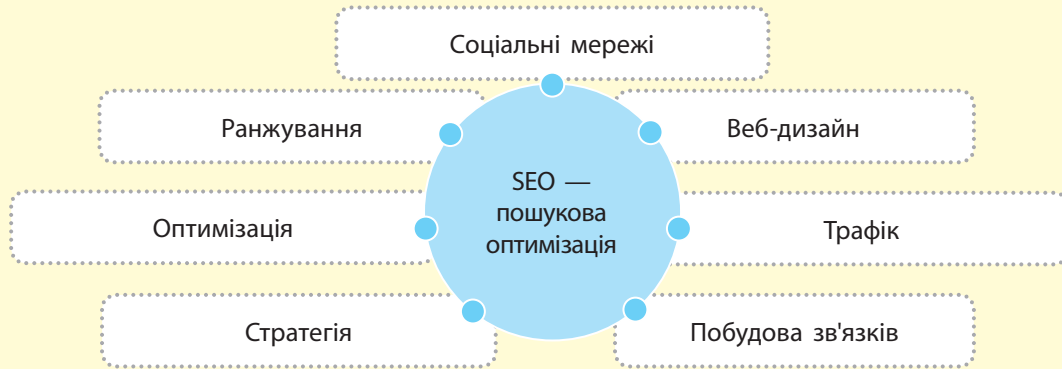 Соціальні мережі
Ранжування
Веб-дизайн
SEO —
пошукова
оптимізація
Оптимізація
Трафік
Стратегія
Побудова зв'язків